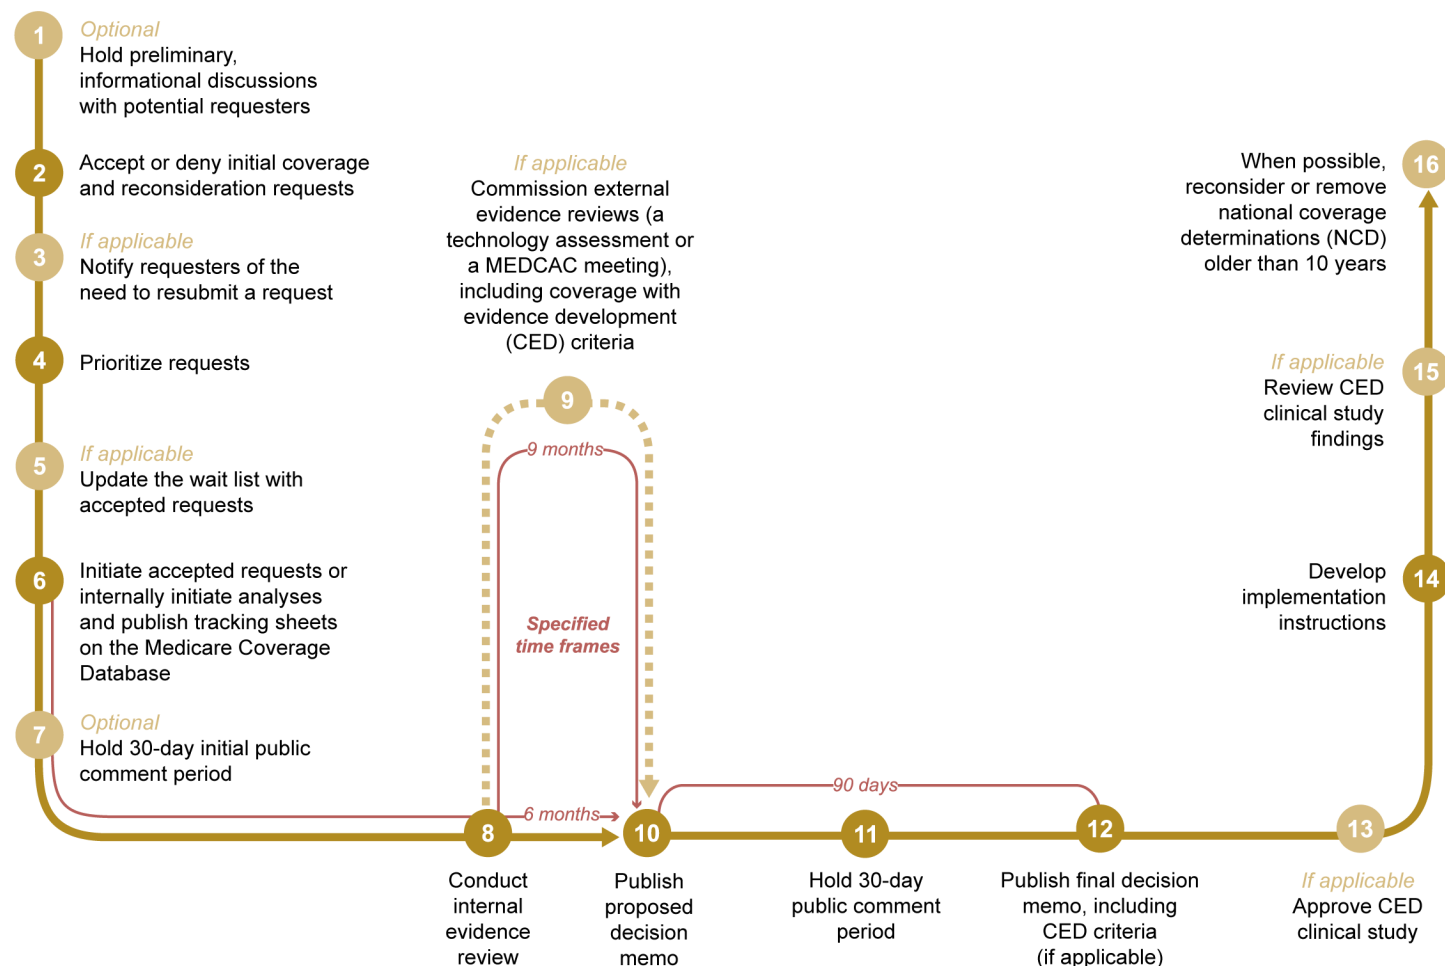 1
Optional
Hold preliminary,
informational discussions
with potential requesters
2
Accept or deny initial coverage
and reconsideration requests
3
If applicable
Notify requesters of the
need to resubmit a request
4
Prioritize requests
5
If applicable
Update the wait list with
accepted requests
6
Initiate accepted requests or
internally initiate analyses
and publish tracking sheets
on the Medicare Coverage
Database
7
Optional
Hold 30-day initial public
comment period
8
Conduct
internal
evidence
review
If applicable
Commission external
evidence reviews (a
technology assessment or
a MEDCAC meeting),
including coverage with
evidence development
(CED) criteria
9
9 months
Specified
time frames
6 months
10
Publish
proposed
decision
memo
90 days
11
Hold 30-day
public comment
period
12
Publish final decision
memo, including
CED criteria
(if applicable)
13
If applicable
Approve CED
clinical study
14
Develop
implementation
instructions
15
If applicable
Review CED
clinical study
findings
16
When possible,
reconsider or remove
national coverage
determinations (NCD)
older than 10 years